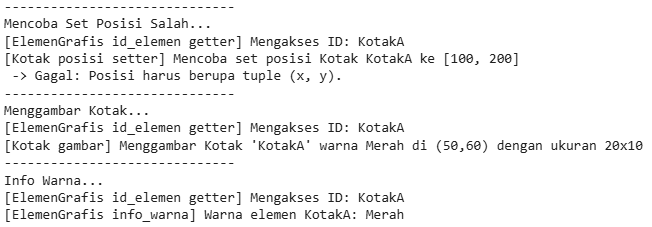 ------------------------------
Mencoba Set Posisi Salah...
[ElemenGrafis id_elemen getter] Mengakses ID: KotakA
[Kotak posisi setter] Mencoba set posisi Kotak KotakA ke [100, 200]
 -> Gagal: Posisi harus berupa tuple (x, y).
------------------------------
Menggambar Kotak...
[ElemenGrafis id_elemen getter] Mengakses ID: KotakA
[Kotak gambar] Menggambar Kotak 'KotakA' warna Merah di (50,60) dengan ukuran 20x10
------------------------------
Info Warna...
[ElemenGrafis id_elemen getter] Mengakses ID: KotakA
[ElemenGrafis info_warna] Warna elemen KotakA: Merah